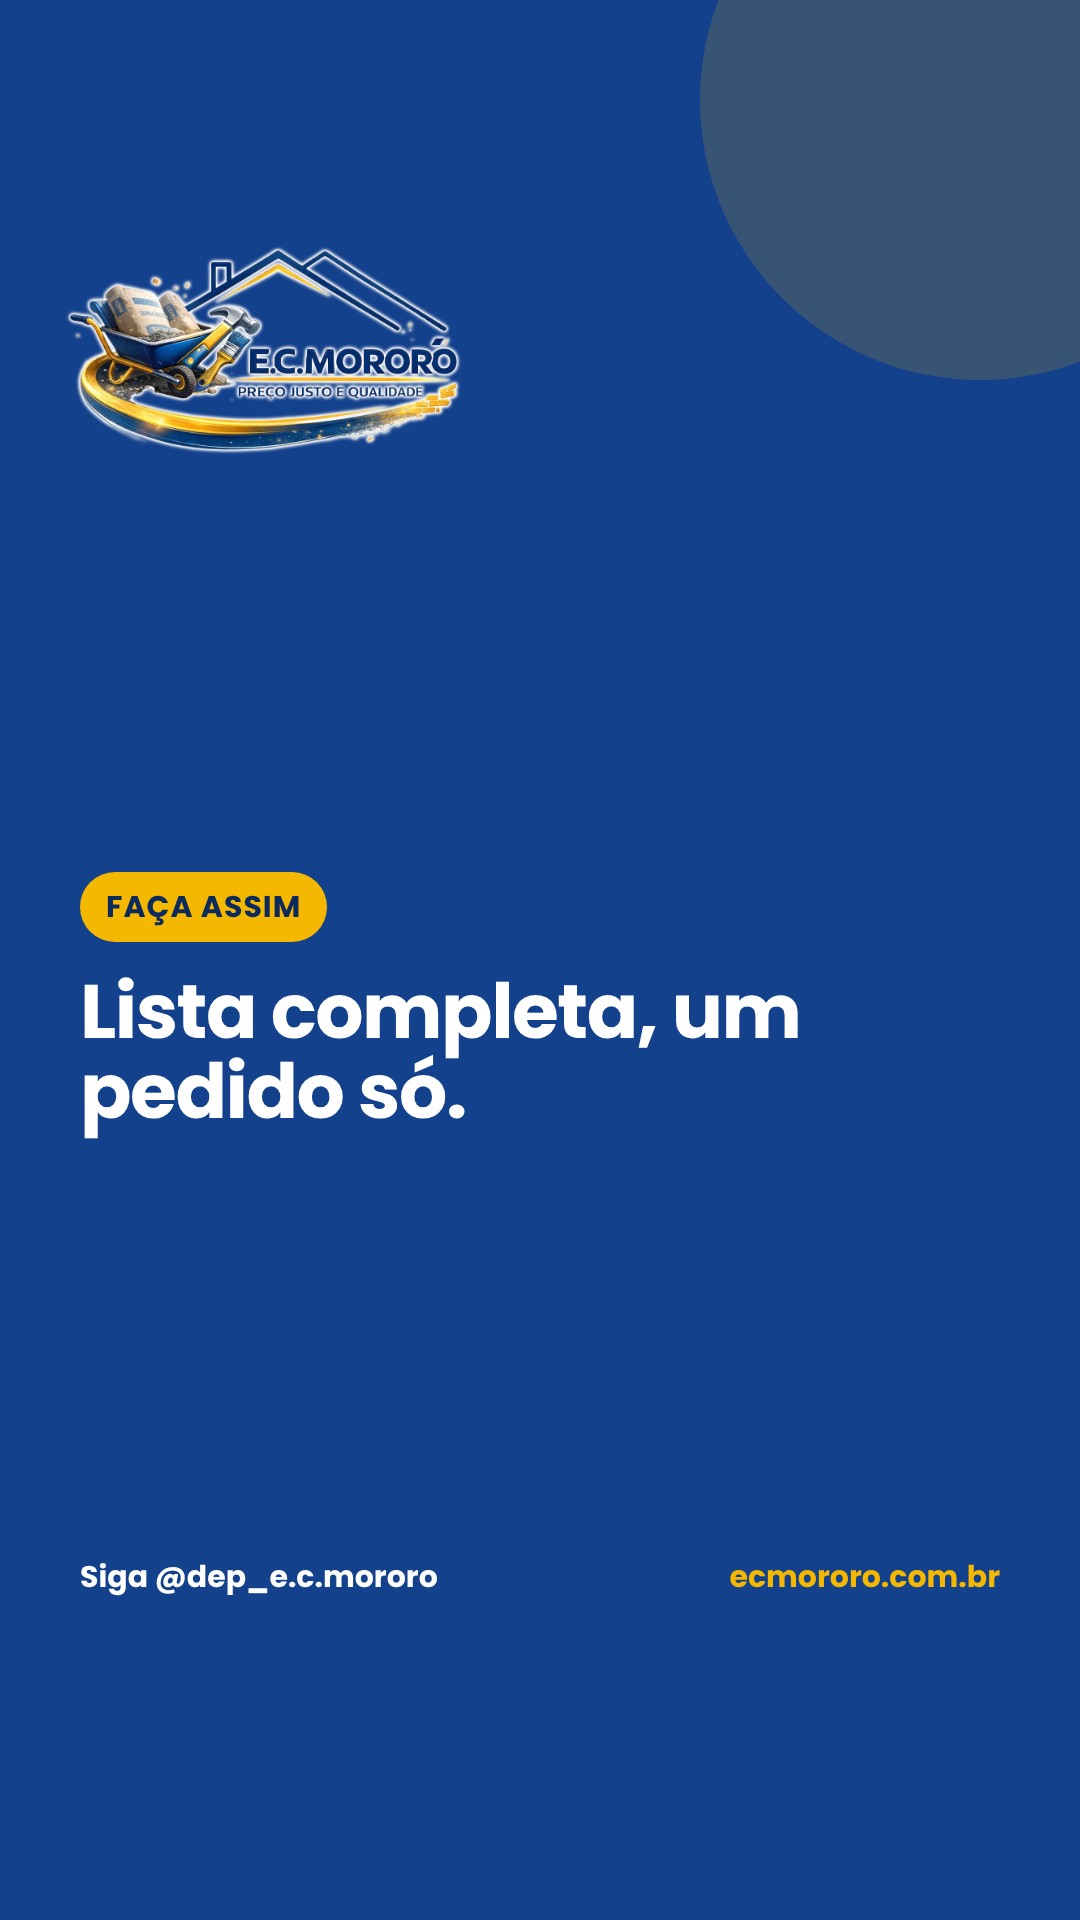 E.C.MORORÓ
PREÇO JUSTO E QUALIDADE
FAÇA ASSIM
Lista completa, um
pedido só.
Siga @dep_e.c.mororo
ecmororo.com.br